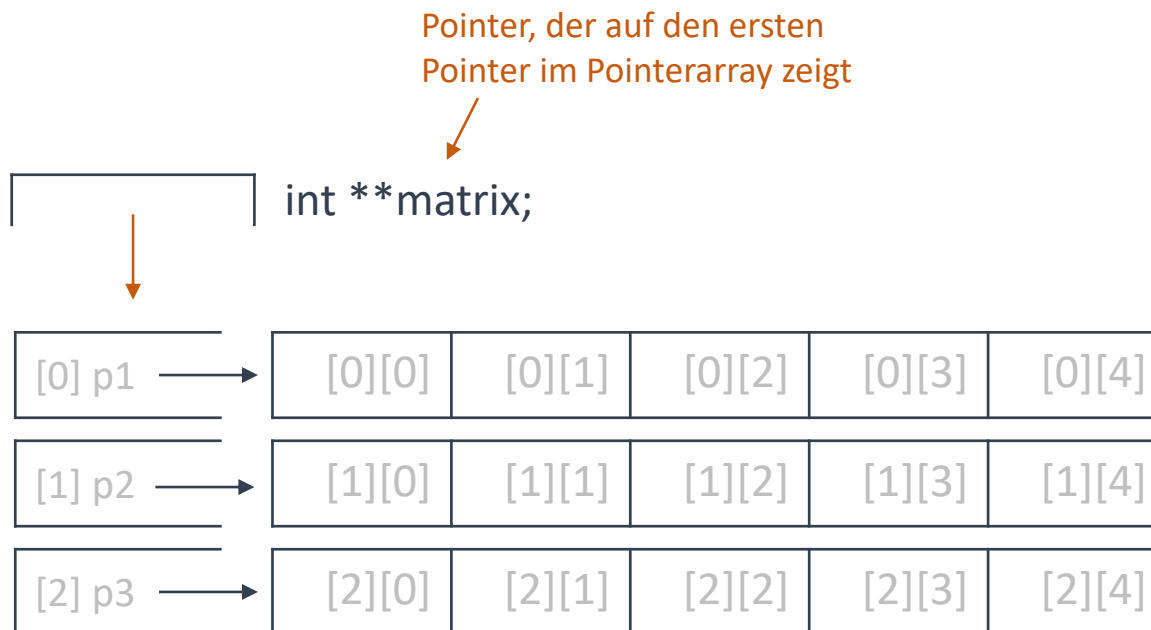 Pointer, der auf den ersten
Pointer im Pointerarray zeigt
int **matrix;
[0] p1 [0][0] [0][1] [0][2] [0][3] [0][4]
[1] p2 [1][0] [1][1] [1][2] [1][3] [1][4]
[2] p3 [2][0] [2][1] [2][2] [2][3] [2][4]